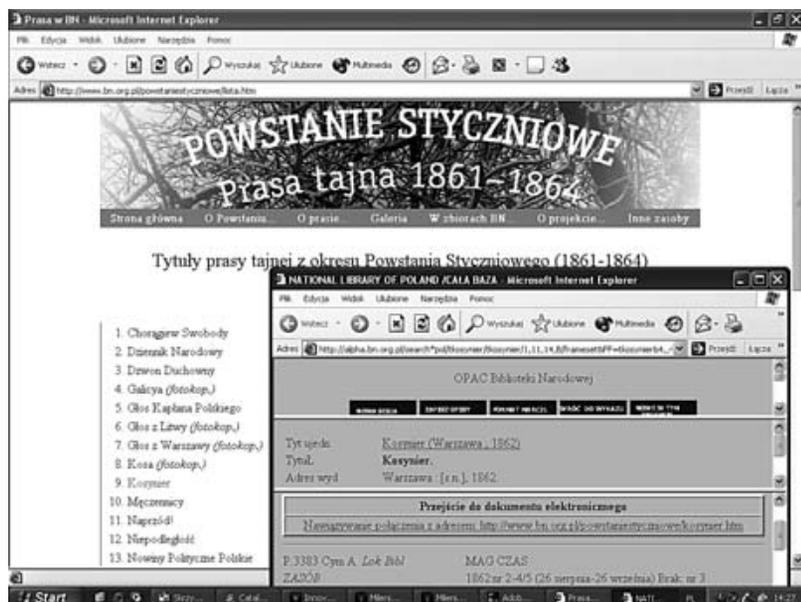 Prasa w BN - Microsoft Internet Explorer
Plik Edycja Widok Ulubione Narzędzia Pomoc
Wstecz Wyszukaj Ulubione Multimedia
Adres http://www.bn.org.pl/powstaniestyczniowe/lista.htm Przejdź Łącza
POWSTANIE STYCZNIOWE
Prasa tajna 1861-1864
Strona główna O Powstaniu... O prasie... Galeria W zbiorach BN... O projekcie... Inne zasoby
Tytuły prasy tajnej z okresu Powstania Styczniowego (1861-1864)
1. Chorągiew Swobody
2. Dziennik Narodowy
3. Dzwon Duchowny
4. Galicya (fotokop.)
5. Głos Kapłana Polskiego
6. Głos z Litwy (fotokop.)
7. Głos z Warszawy (fotokop.)
8. Kosa (fotokop.)
9. Kosynier
10. Męczennicy
11. Naprzód!
12. Niepodległość
13. Nowiny Polityczne Polskie
NATIONAL LIBRARY OF POLAND /CAŁA BAZA - Microsoft Internet Explorer
Plik Edycja Widok Ulubione Narzędzia Pomoc
Wstecz Wyszukaj Ulubione Multimedia
Adres Przejdź Łącza
OPAC Biblioteki Narodowej
Tyt.ujedn. Kosynier (Warszawa ; 1862)
Tytuł. Kosynier.
Adres wyd Warszawa : [s.n.], 1862.
Przejście do dokumentu elektronicznego
Nawiązywanie połączenia z adresem: http://www.bn.org.pl/powstaniestyczniowe/kosynier.htm
P.3383 Cym A Lok Bibl MAG CZAS
ZASÓB 1862 nr 2-4/5 (26 sierpnia-26 września) Brak: nr 3
Start PL 14:27